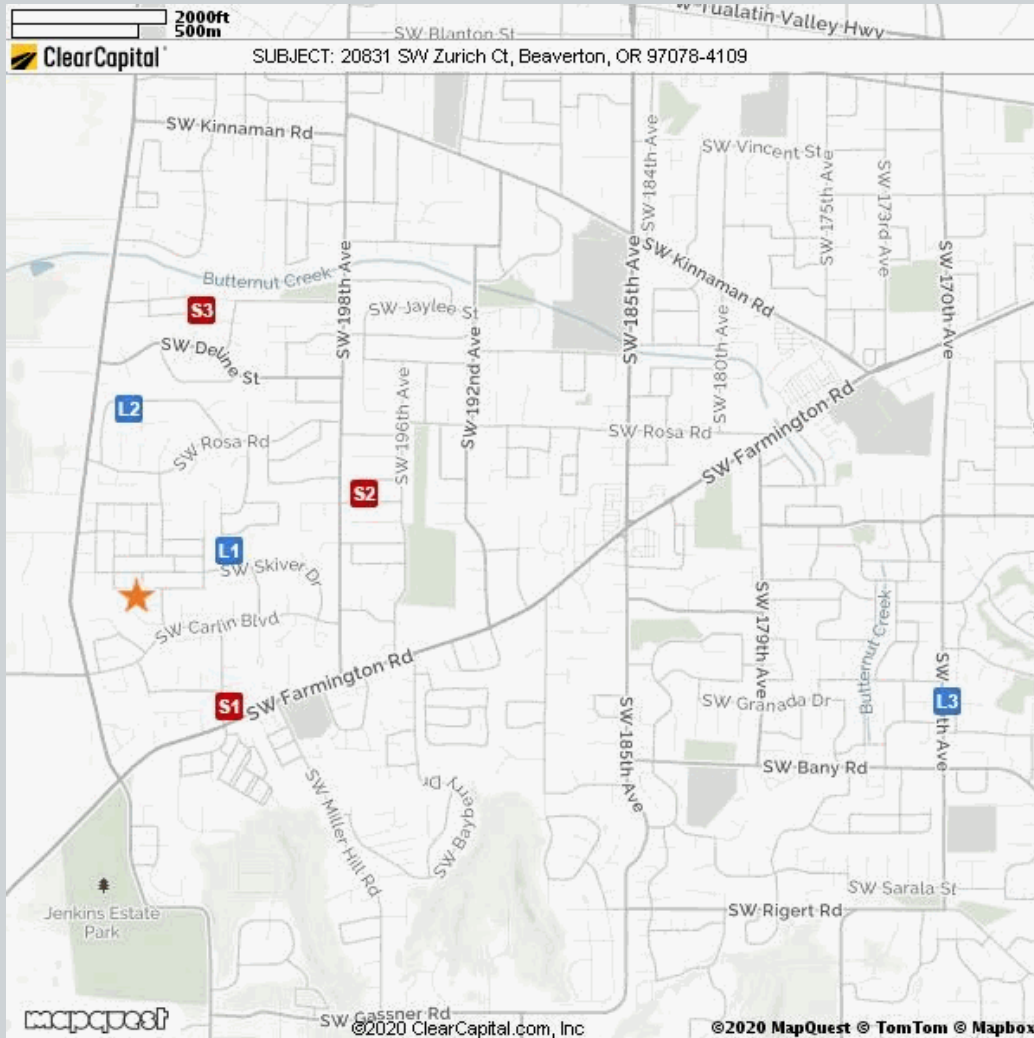 2000ft
500m
SW Blanton St
Tualatin Valley Hwy
ClearCapital
SUBJECT: 20831 SW Zurich Ct, Beaverton, OR 97078-4109
SW Kinnaman Rd
SW 184th Ave
SW Vincent St
SW 175th Ave
SW 173rd Ave
SW 198th Ave
SW 185th Ave
SW Kinnaman Rd
SW 170th Ave
Butternut Creek
S3
SW Jaylee St
SW 192nd Ave
SW 180th Ave
SW Deline St
L2
SW 196th Ave
SW Farmington Rd
SW Rosa Rd
SW Rosa Rd
S2
L1
SW Skiver Dr
SW Carlin Blvd
SW 179th Ave
Butternut Creek
SW Farmington Rd
S1
SW Granada Dr
L3
SW
th Ave
SW 185th Ave
SW Bany Rd
SW Bayberry Dr
SW Miller Hill Rd
Jenkins Estate
Park
SW Sarala St
SW Rigert Rd
SW Gassner Rd
mapquest
©2020 ClearCapital.com, Inc
©2020 MapQuest © TomTom © Mapbox